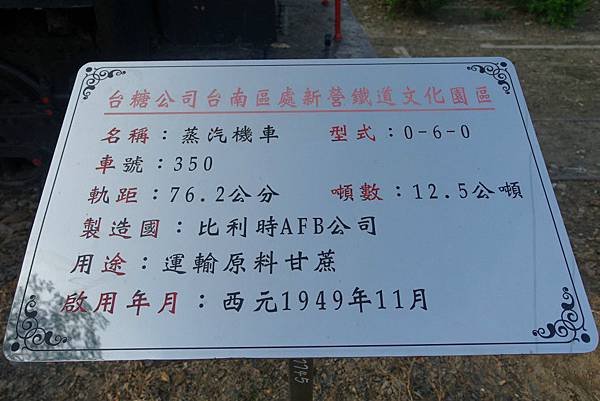 台糖公司台南區處新營鐵道文化園區
名稱：蒸汽機車 型式：0-6-0
車號：350
軌距：76.2公分 噸數：12.5公噸
製造國：比利時AFB公司
用途：運輸原料甘蔗
啟用年月：西元1949年11月